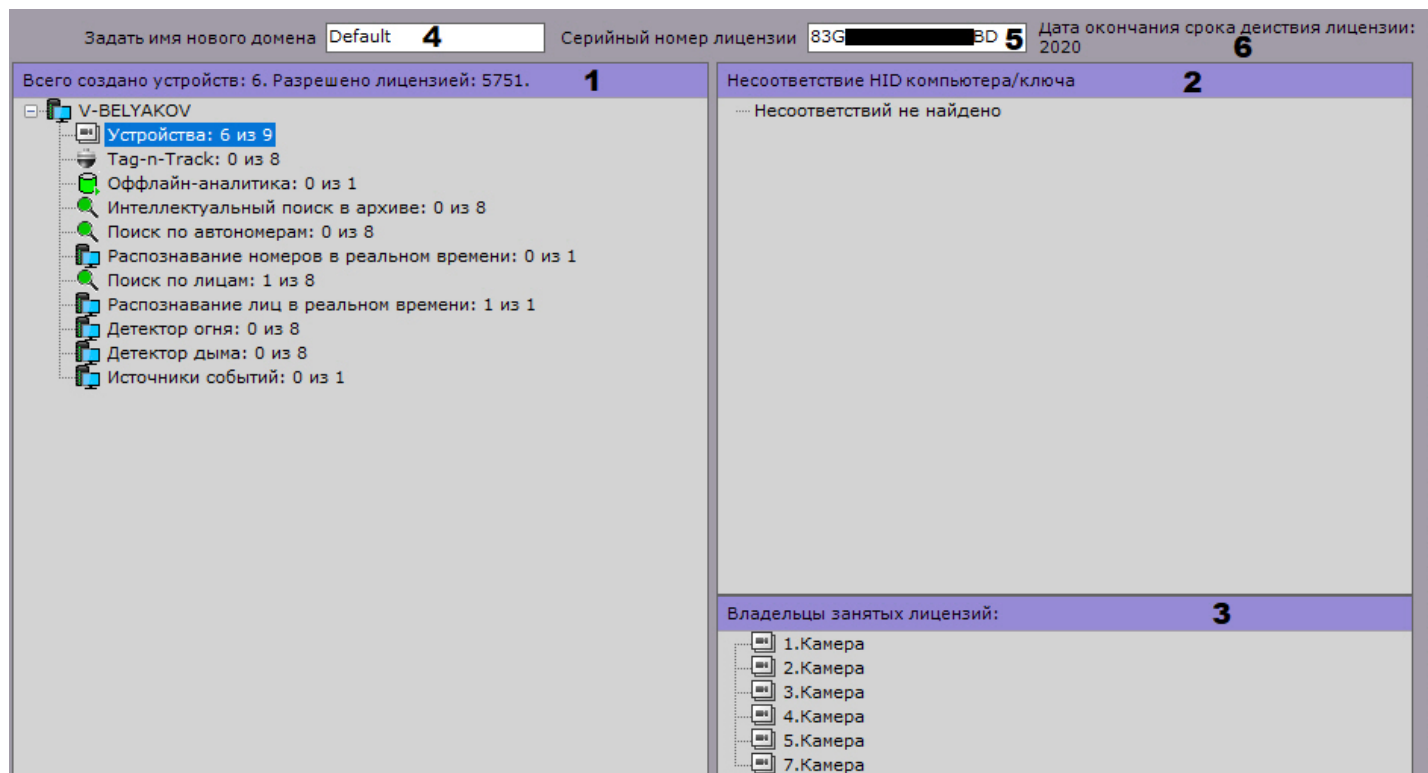 Задать имя нового домена Default 4 Серийный номер лицензии 83G BD 5 Дата окончания срока действия лицензии:
2020 6
Всего создано устройств: 6. Разрешено лицензией: 5751. 1
V-BELYAKOV
Устройства: 6 из 9
Tag-n-Track: 0 из 8
Оффлайн-аналитика: 0 из 1
Интеллектуальный поиск в архиве: 0 из 8
Поиск по автономерам: 0 из 8
Распознавание номеров в реальном времени: 0 из 1
Поиск по лицам: 1 из 8
Распознавание лиц в реальном времени: 1 из 1
Детектор огня: 0 из 8
Детектор дыма: 0 из 8
Источники событий: 0 из 1
Несоответствие HID компьютера/ключа 2
Несоответствий не найдено
Владельцы занятых лицензий: 3
1.Камера
2.Камера
3.Камера
4.Камера
5.Камера
7.Камера